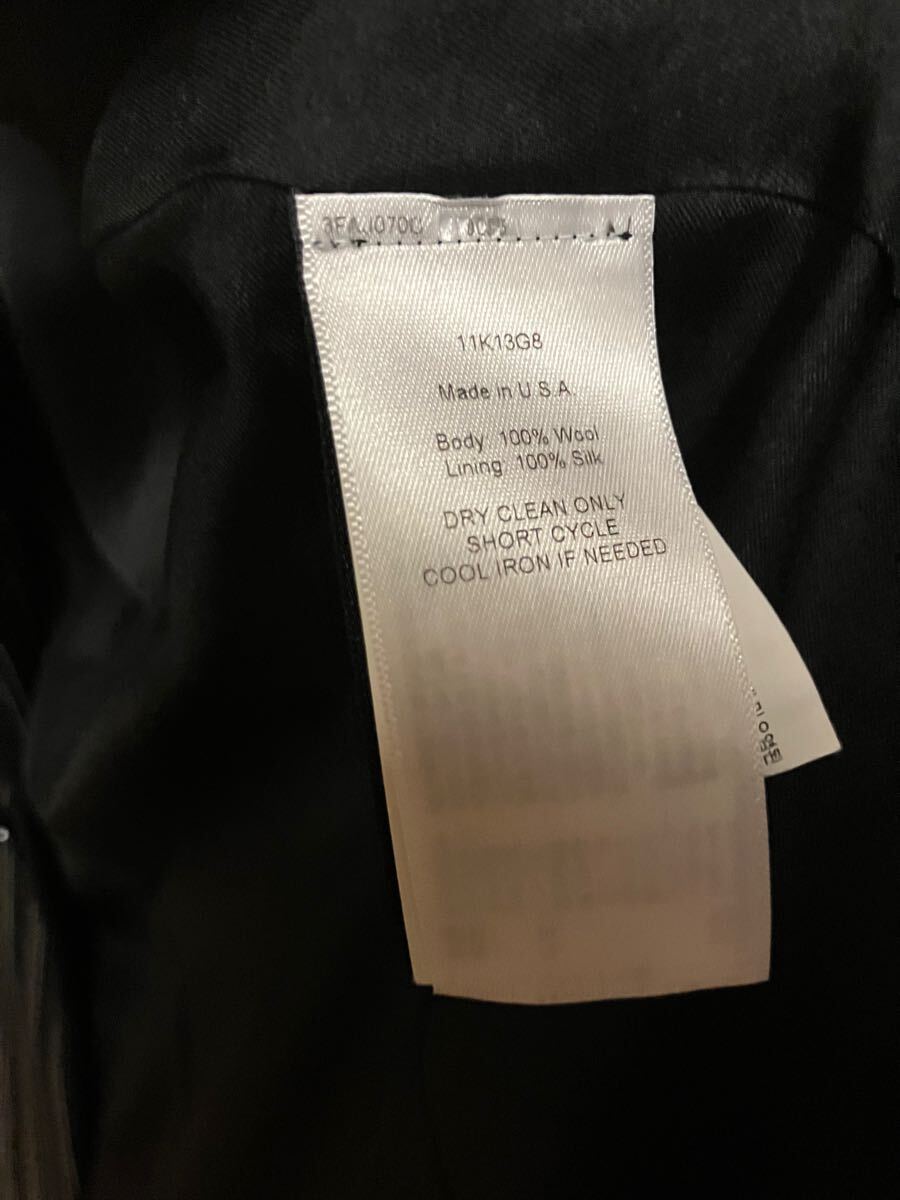 11K13G8
Made in U.S.A.
Body 100% Wool
Lining 100% Silk
DRY CLEAN ONLY
SHORT CYCLE
COOL IRON IF NEEDED